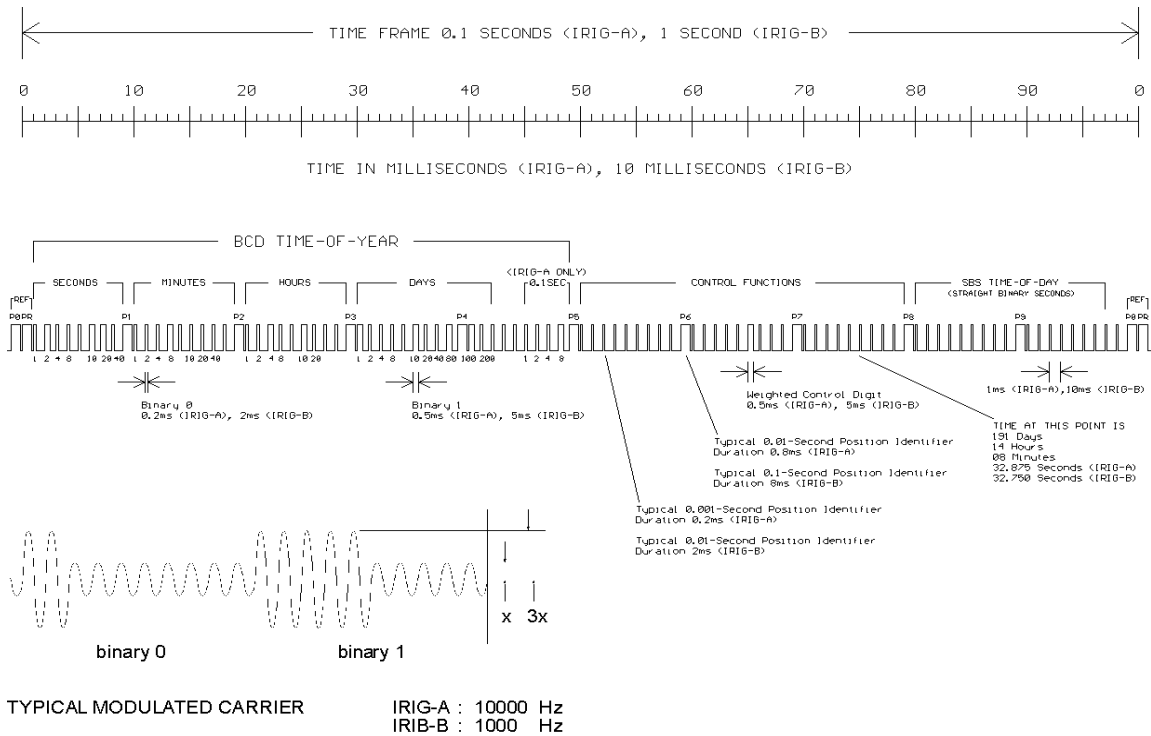 TIME FRAME 0.1 SECONDS (IRIG-A), 1 SECOND (IRIG-B)
0 10 20 30 40 50 60 70 80 90 0
TIME IN MILLISECONDS (IRIG-A), 10 MILLISECONDS (IRIG-B)
BCD TIME-OF-YEAR
(IRIG-A ONLY)
SECONDS MINUTES HOURS DAYS 0.1SEC CONTROL FUNCTIONS SBS TIME-OF-DAY
(STRAIGHT BINARY SECONDS)
REF REF
P0 PR P1 P2 P3 P4 P5 P6 P7 P8 P9 P0 PR
1 2 4 8 10 20 40 1 2 4 8 10 20 40 1 2 4 8 10 20 1 2 4 8 10 20 40 80 100 200 1 2 4 8
Binary 0
0.2ms (IRIG-A), 2ms (IRIG-B)
Binary 1
0.5ms (IRIG-A), 5ms (IRIG-B)
Weighted Control Digit
0.5ms (IRIG-A), 5ms (IRIG-B)
1ms (IRIG-A),10ms (IRIG-B)
TIME AT THIS POINT IS
191 Days
14 Hours
08 Minutes
32.875 Seconds (IRIG-A)
32.750 Seconds (IRIG-B)
Typical 0.01-Second Position Identifier
Duration 0.8ms (IRIG-A)
Typical 0.1-Second Position Identifier
Duration 8ms (IRIG-B)
Typical 0.001-Second Position Identifier
Duration 0.2ms (IRIG-A)
Typical 0.01-Second Position Identifier
Duration 2ms (IRIG-B)
x 3x
binary 0 binary 1
TYPICAL MODULATED CARRIER IRIG-A : 10000 Hz
IRIB-B : 1000 Hz